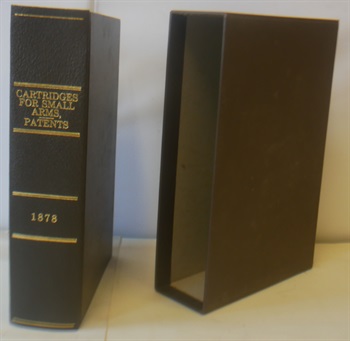 CARTRIDGES
FOR SMALL
ARMS,
PATENTS
1878